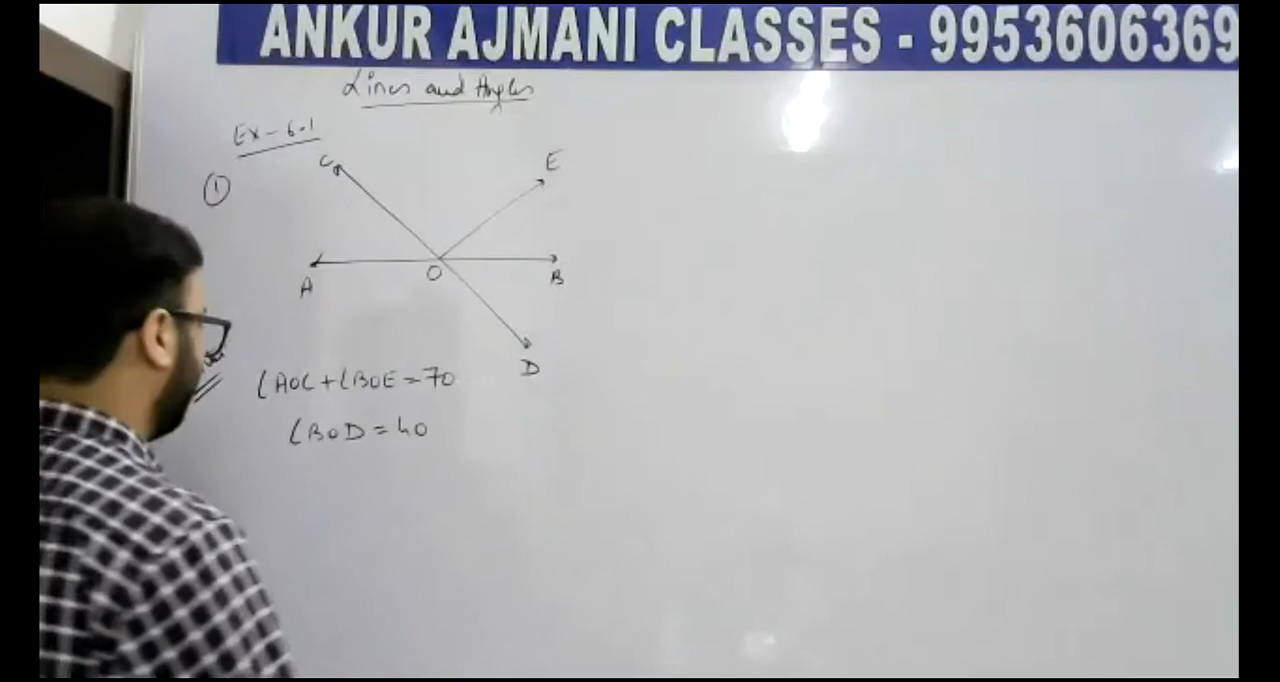 ANKUR AJMANI CLASSES - 9953606369
Lines and Angles
Ex-6.1
①
C
E
A
O
B
D
∠AOC+∠BOE=70
∠BOD=40